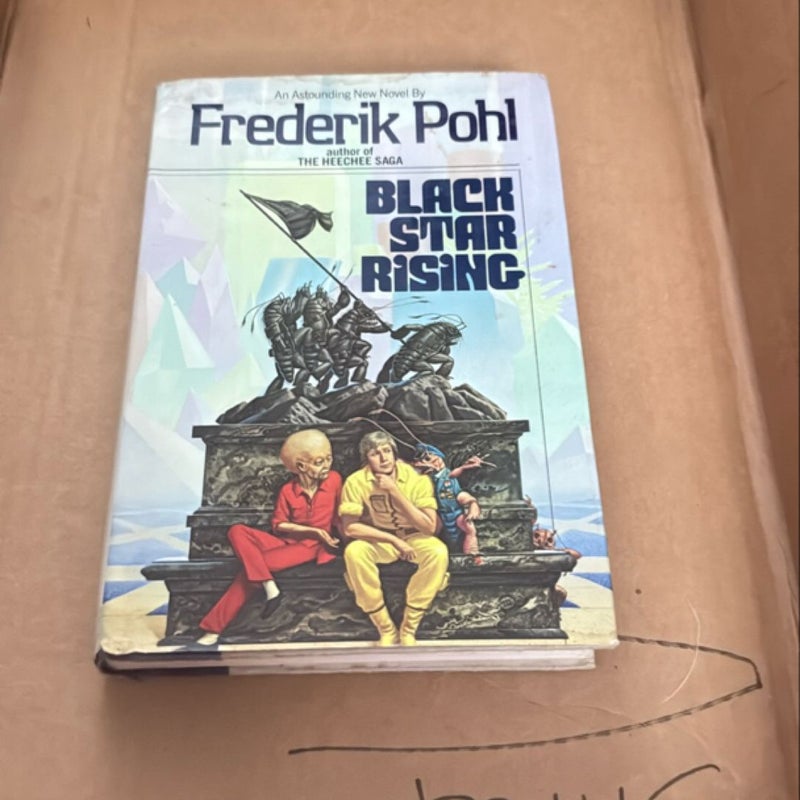 An Astounding New Novel By
Frederik Pohl
author of
THE HEECHEE SAGA
BLACK
STAR
RISING